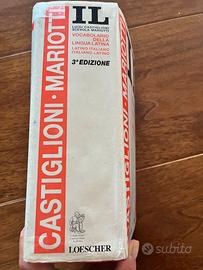 IL
LUIGI CASTIGLIONI
SCEVOLA MARIOTTI
VOCABOLARIO
DELLA
LINGUA LATINA
LATINO ITALIANO
ITALIANO LATINO
3ª EDIZIONE
CASTIGLIONI · MARIOTTI
LOESCHER
subito